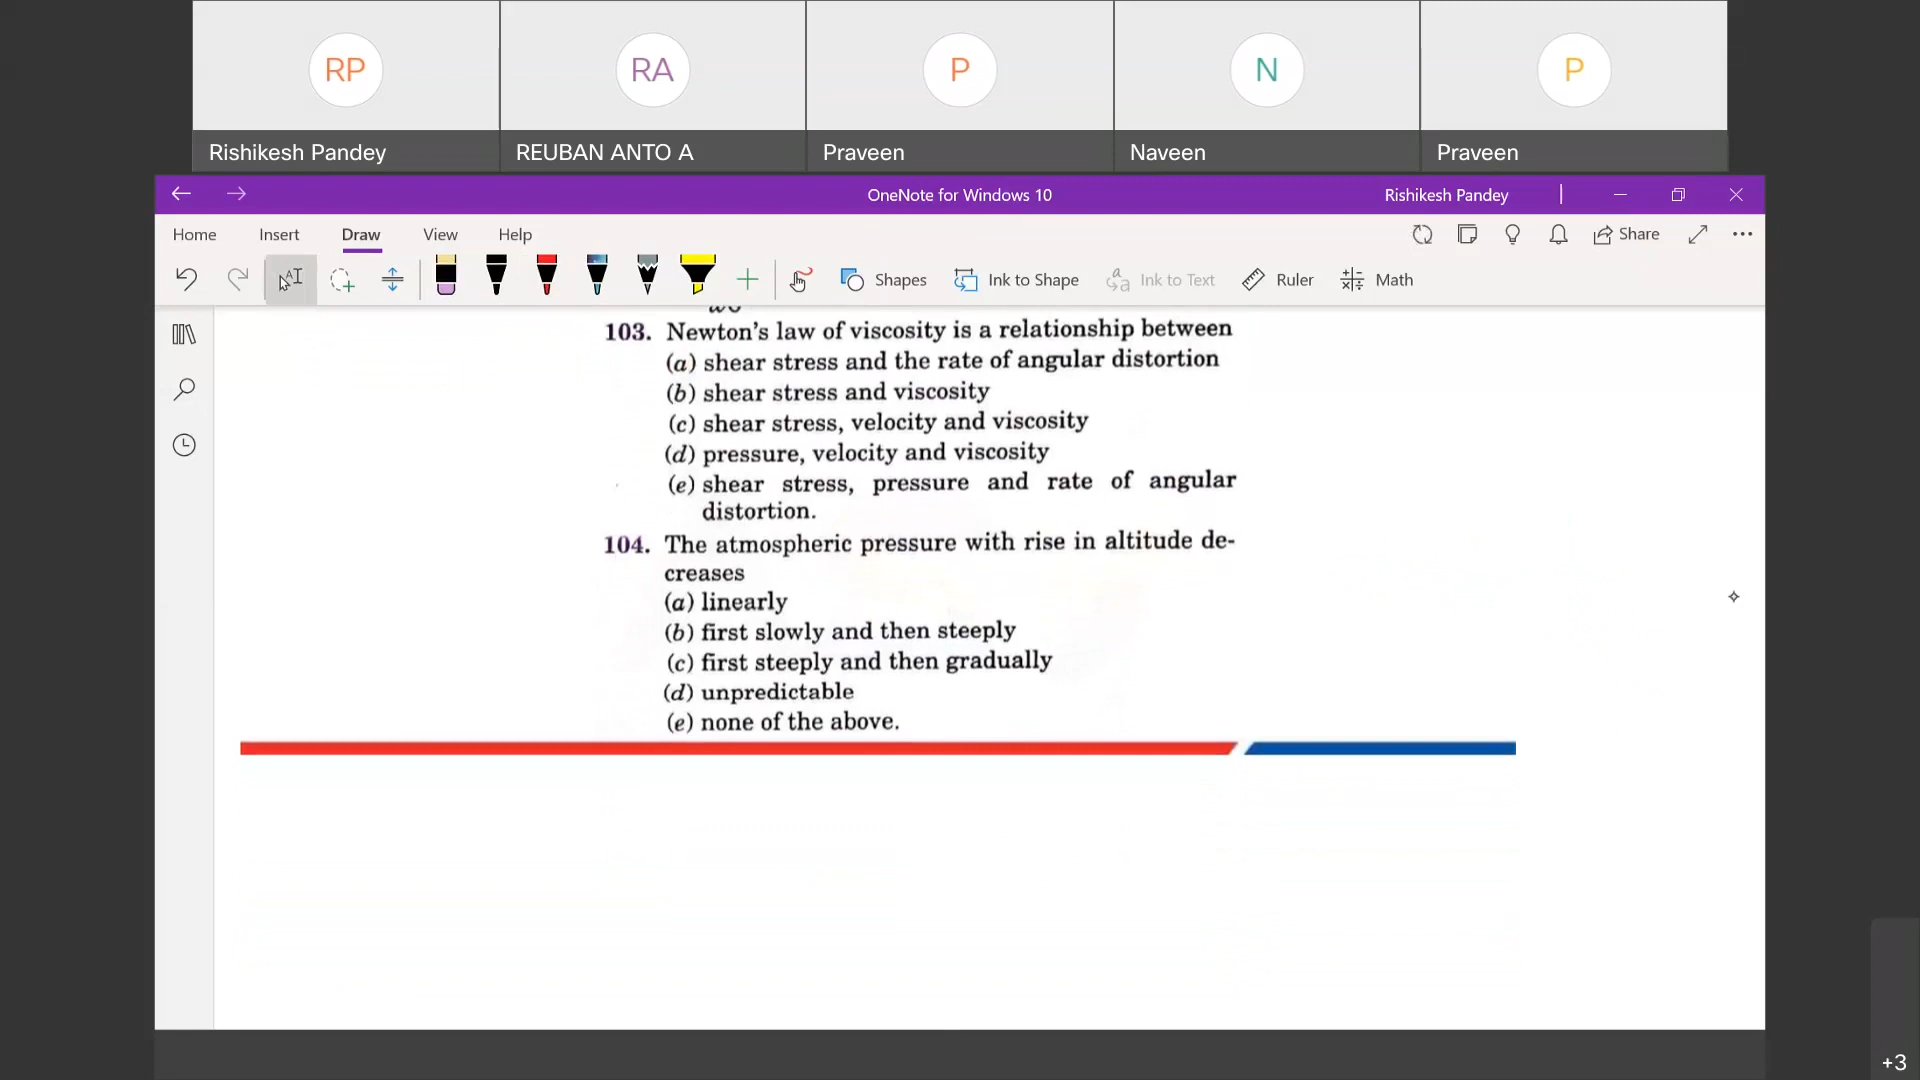 RP
RA
P
N
P
Rishikesh Pandey
REUBAN ANTO A
Praveen
Naveen
Praveen
OneNote for Windows 10
Rishikesh Pandey
Home
Insert
Draw
View
Help
Share
Shapes
Ink to Shape
Ink to Text
Ruler
Math
103. Newton's law of viscosity is a relationship between
(a) shear stress and the rate of angular distortion
(b) shear stress and viscosity
(c) shear stress, velocity and viscosity
(d) pressure, velocity and viscosity
(e) shear stress, pressure and rate of angular
distortion.
104. The atmospheric pressure with rise in altitude de-
creases
(a) linearly
(b) first slowly and then steeply
(c) first steeply and then gradually
(d) unpredictable
(e) none of the above.
+3